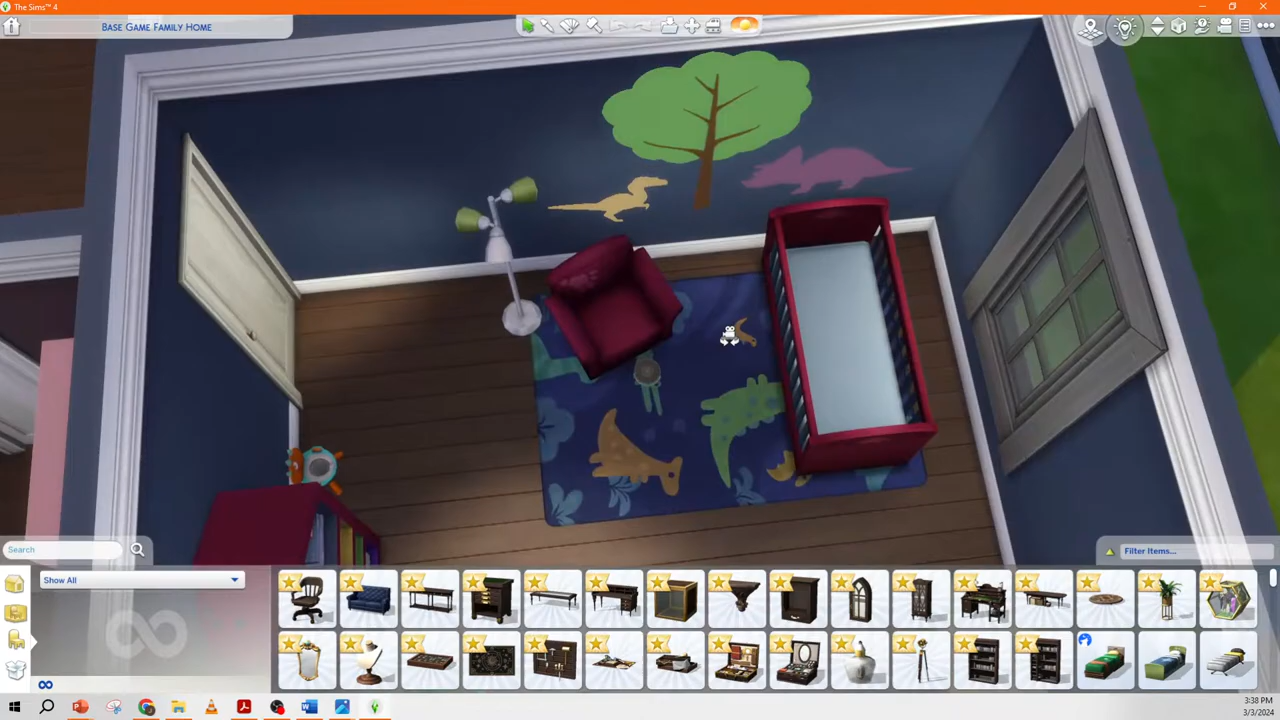 The Sims™ 4
BASE GAME FAMILY HOME
Search
Filter Items...
Show All
3:38 PM
3/3/2024